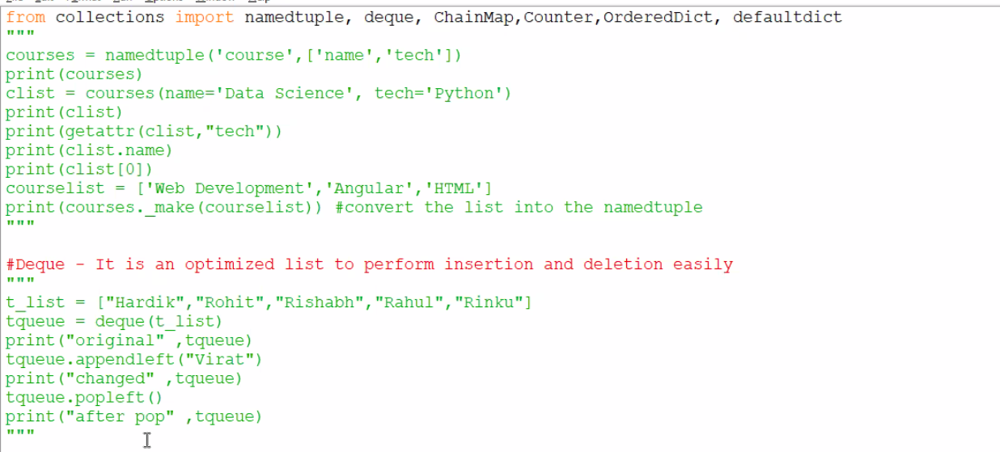 from collections import namedtuple, deque, ChainMap,Counter,OrderedDict, defaultdict
"""
courses = namedtuple('course',['name','tech'])
print(courses)
clist = courses(name='Data Science', tech='Python')
print(clist)
print(getattr(clist,"tech"))
print(clist.name)
print(clist[0])
courselist = ['Web Development','Angular','HTML']
print(courses._make(courselist)) #convert the list into the namedtuple
"""
#Deque - It is an optimized list to perform insertion and deletion easily
"""
t_list = ["Hardik","Rohit","Rishabh","Rahul","Rinku"]
tqueue = deque(t_list)
print("original" ,tqueue)
tqueue.appendleft("Virat")
print("changed" ,tqueue)
tqueue.popleft()
print("after pop" ,tqueue)
"""